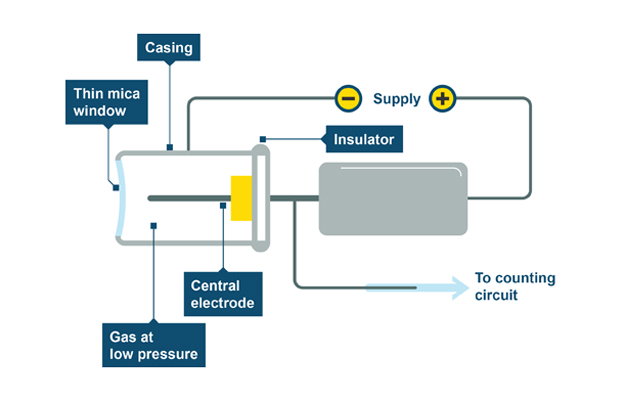 Casing
Thin mica
window
−
Supply
+
Insulator
Central
electrode
To counting
circuit
Gas at
low pressure